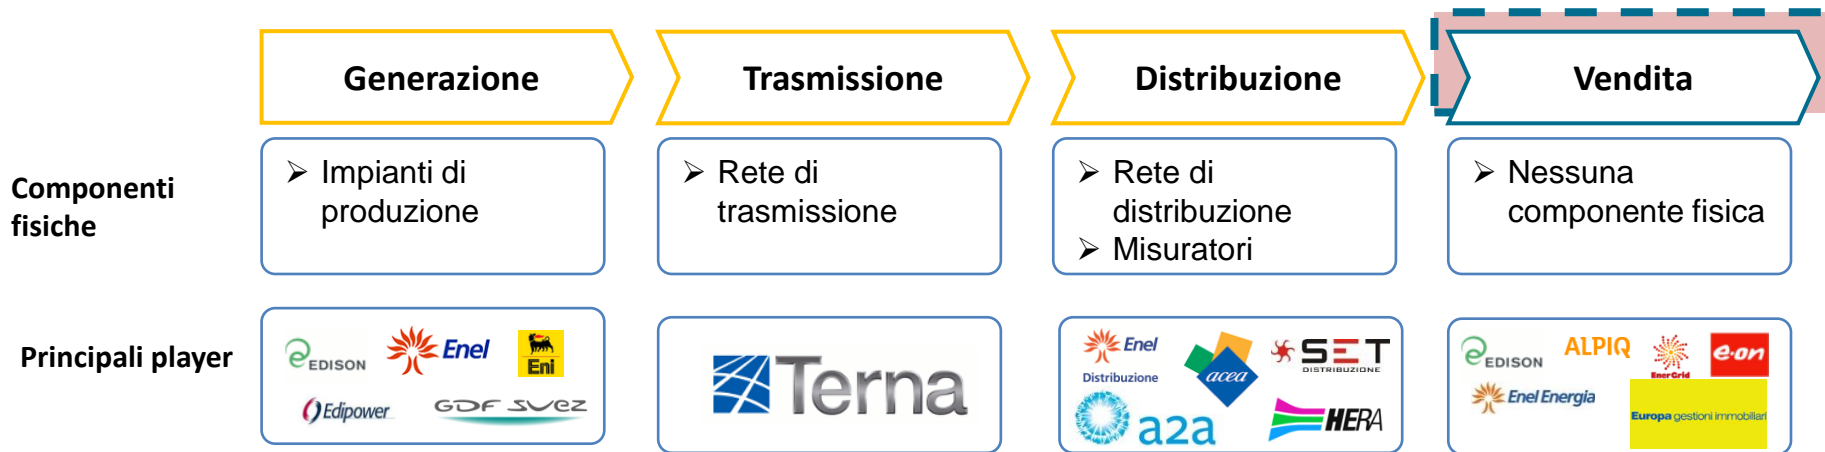 Generazione
Trasmissione
Distribuzione
Vendita
Componenti
fisiche
➢ Impianti di
produzione
➢ Rete di
trasmissione
➢ Rete di
distribuzione
➢ Misuratori
➢ Nessuna
componente fisica
Principali player
EDISON
Enel
Eni
Edipower
GDF SUEZ
Terna
Enel
Distribuzione
acea
SET
DISTRIBUZIONE
a2a
HERA
EDISON
ALPIQ
EnerGrid
e·on
Enel Energia
Europa gestioni immobiliari